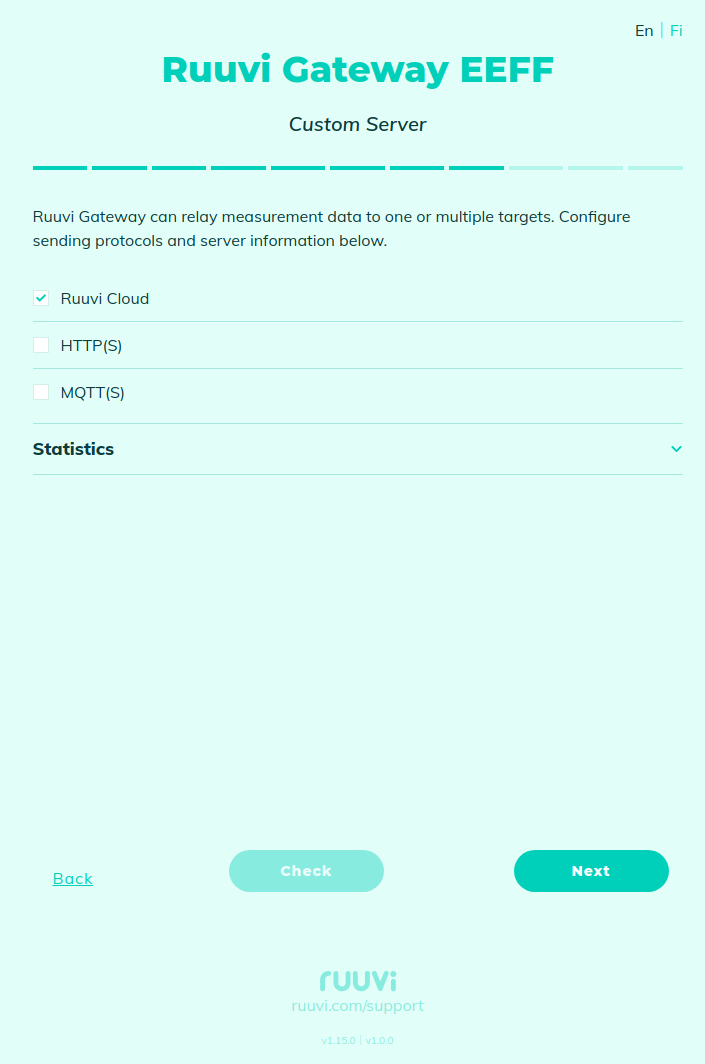 En | Fi
Ruuvi Gateway EEFF
Custom Server
Ruuvi Gateway can relay measurement data to one or multiple targets. Configure
sending protocols and server information below.
Ruuvi Cloud
HTTP(S)
MQTT(S)
Statistics
Back
Check
Next
ruuvi
ruuvi.com/support
v1.15.0 | v1.0.0